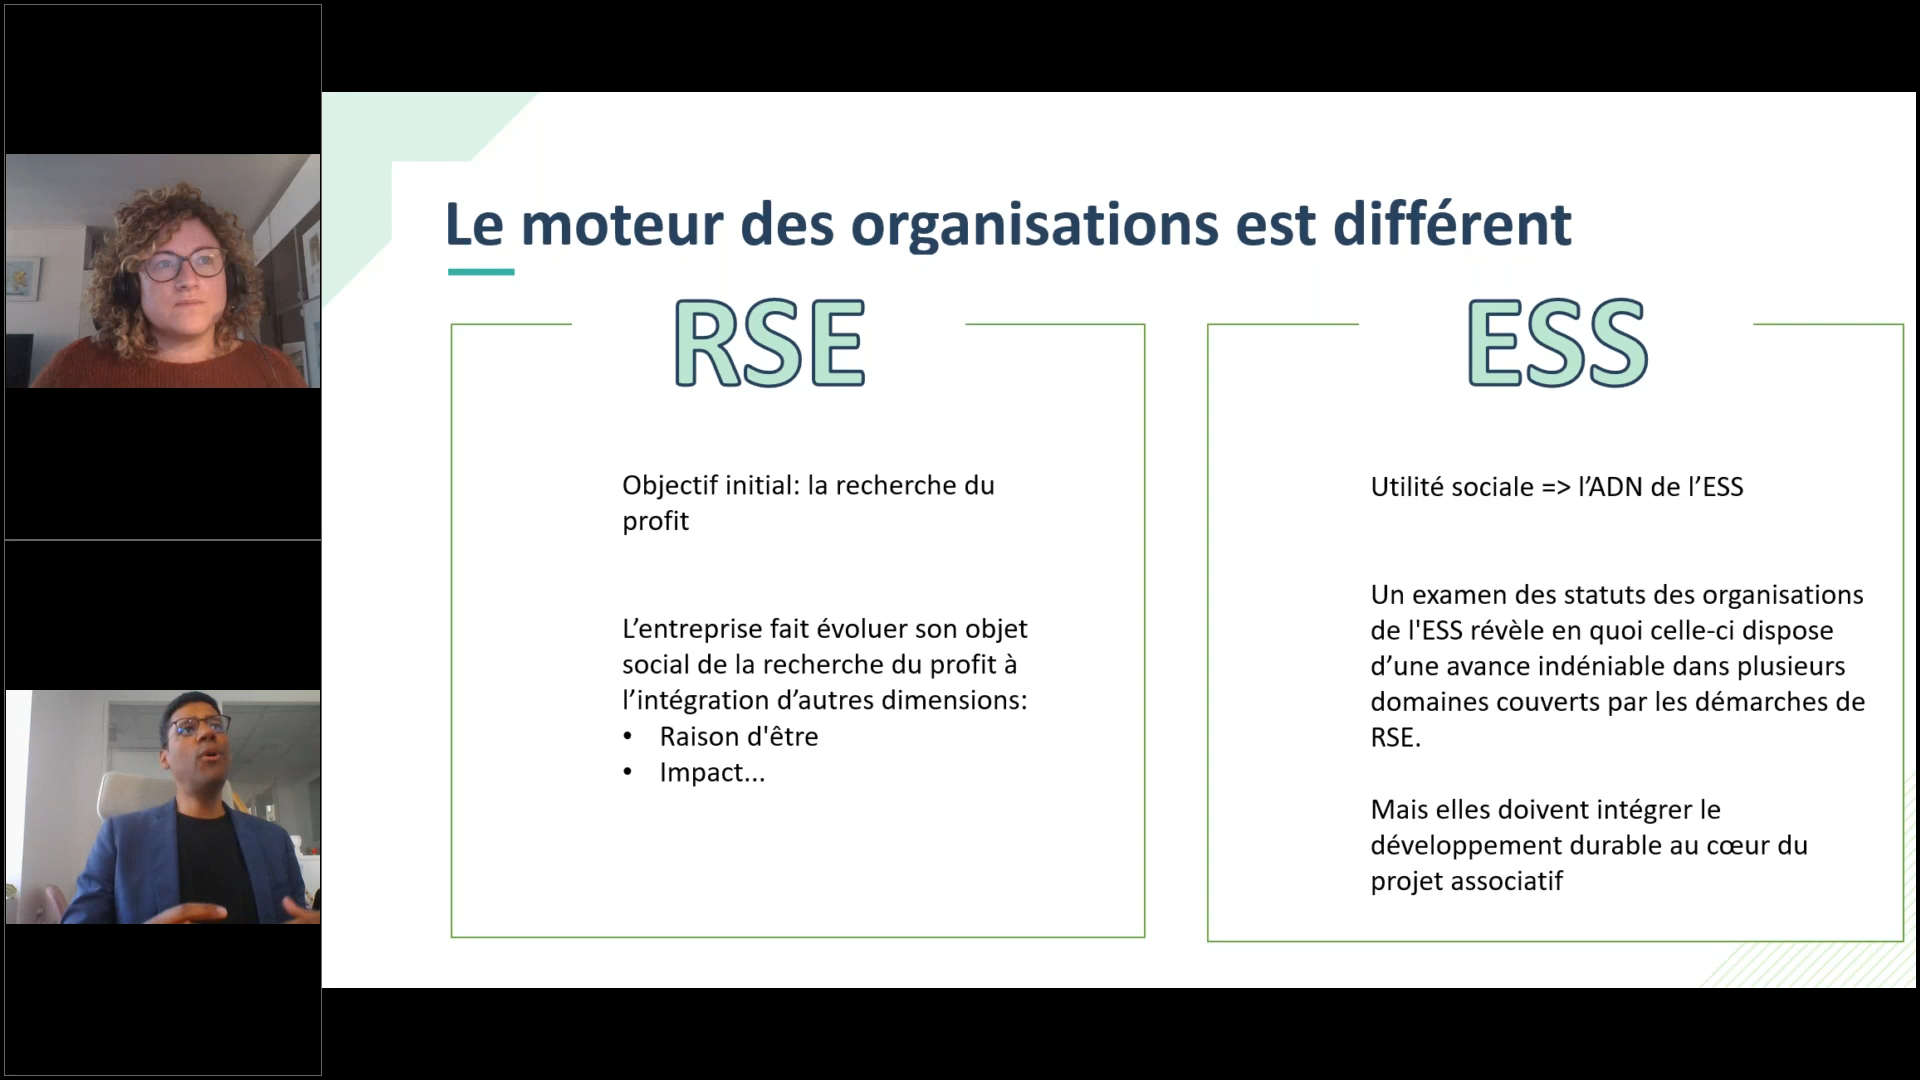 Le moteur des organisations est différent
RSE
Objectif initial: la recherche du
profit
L’entreprise fait évoluer son objet
social de la recherche du profit à
l’intégration d’autres dimensions:
• Raison d'être
• Impact...
ESS
Utilité sociale => l’ADN de l’ESS
Un examen des statuts des organisations
de l'ESS révèle en quoi celle-ci dispose
d’une avance indéniable dans plusieurs
domaines couverts par les démarches de
RSE.
Mais elles doivent intégrer le
développement durable au cœur du
projet associatif